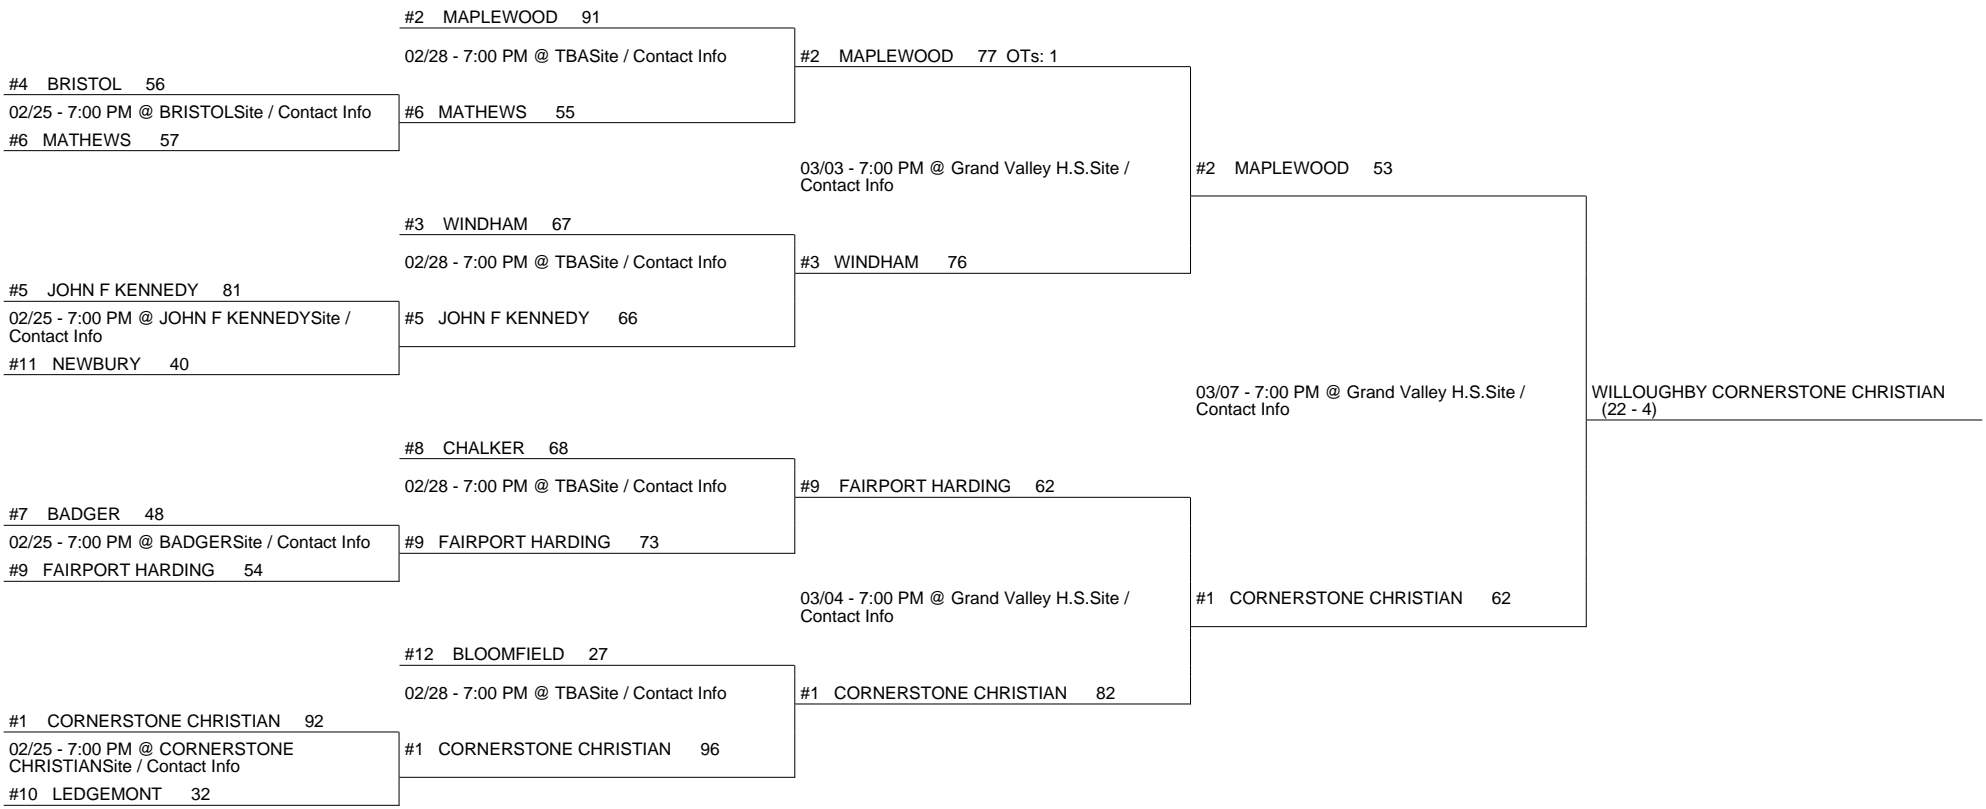 #2 MAPLEWOOD 91
02/28 - 7:00 PM @ TBASite / Contact Info
#2 MAPLEWOOD 77 OTs: 1
#4 BRISTOL 56
02/25 - 7:00 PM @ BRISTOLSite / Contact Info
#6 MATHEWS 55
#6 MATHEWS 57
03/03 - 7:00 PM @ Grand Valley H.S.Site /
Contact Info
#2 MAPLEWOOD 53
#3 WINDHAM 67
02/28 - 7:00 PM @ TBASite / Contact Info
#3 WINDHAM 76
#5 JOHN F KENNEDY 81
02/25 - 7:00 PM @ JOHN F KENNEDYSite /
Contact Info
#5 JOHN F KENNEDY 66
#11 NEWBURY 40
03/07 - 7:00 PM @ Grand Valley H.S.Site /
Contact Info
WILLOUGHBY CORNERSTONE CHRISTIAN
(22 - 4)
#8 CHALKER 68
02/28 - 7:00 PM @ TBASite / Contact Info
#9 FAIRPORT HARDING 62
#7 BADGER 48
02/25 - 7:00 PM @ BADGERSite / Contact Info
#9 FAIRPORT HARDING 73
#9 FAIRPORT HARDING 54
03/04 - 7:00 PM @ Grand Valley H.S.Site /
Contact Info
#1 CORNERSTONE CHRISTIAN 62
#12 BLOOMFIELD 27
02/28 - 7:00 PM @ TBASite / Contact Info
#1 CORNERSTONE CHRISTIAN 82
#1 CORNERSTONE CHRISTIAN 92
02/25 - 7:00 PM @ CORNERSTONE
CHRISTIANSite / Contact Info
#1 CORNERSTONE CHRISTIAN 96
#10 LEDGEMONT 32